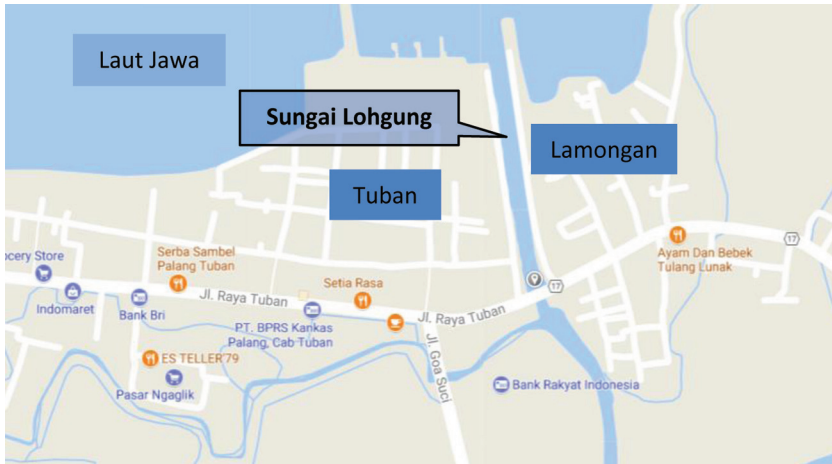 Laut Jawa
Sungai Lohgung
Lamongan
Tuban
ocery Store
Indomaret
Bank Bri
Serba Sambel
Palang Tuban
Jl. Raya Tuban
Setia Rasa
PT. BPRS Kankas
Palang, Cab Tuban
Jl. Raya Tuban
17
Ayam Dan Bebek
Tulang Lunak
17
ES TELLER'79
Pasar Ngaglik
Jl. Goa Suci
Bank Rakyat Indonesia